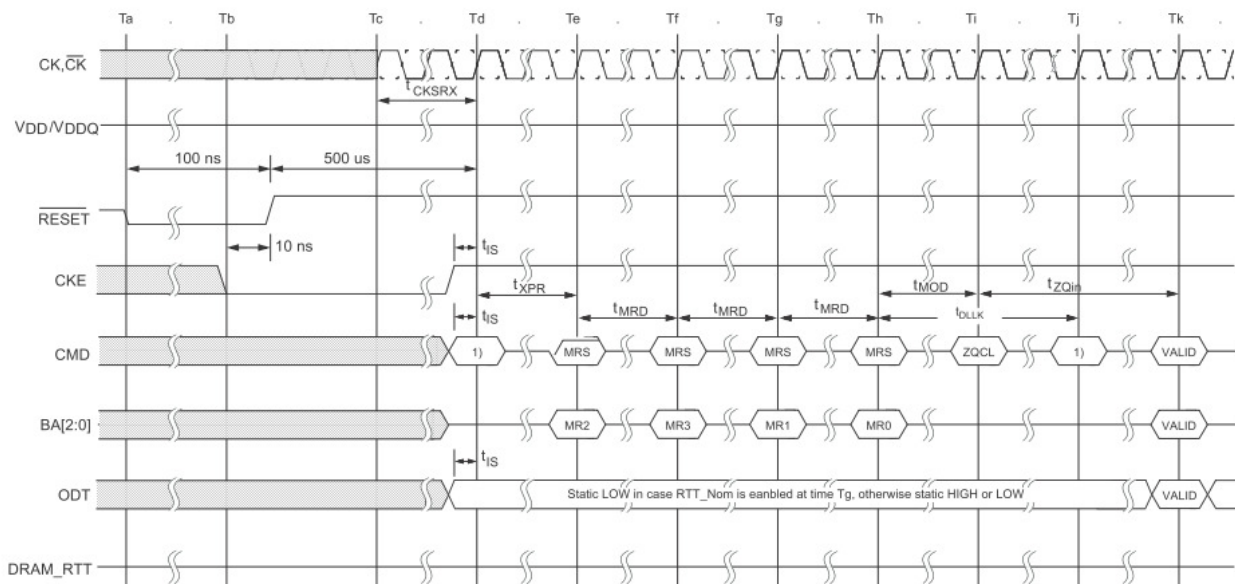 Ta . Tb Tc . Td . Te . Tf . Tg . Th . Ti . Tj . Tk .
CK,C̅K̅
tCKSRX
VDD/VDDQ
100 ns 500 us
R̅E̅S̅E̅T̅
10 ns tIS
CKE
tXPR tMOD tZQin
tIS tMRD tMRD tMRD tDLLK
CMD 1) MRS MRS MRS MRS ZQCL 1) VALID
BA[2:0] MR2 MR3 MR1 MR0 VALID
tIS
ODT Static LOW in case RTT_Nom is eanbled at time Tg, otherwise static HIGH or LOW VALID
DRAM_RTT